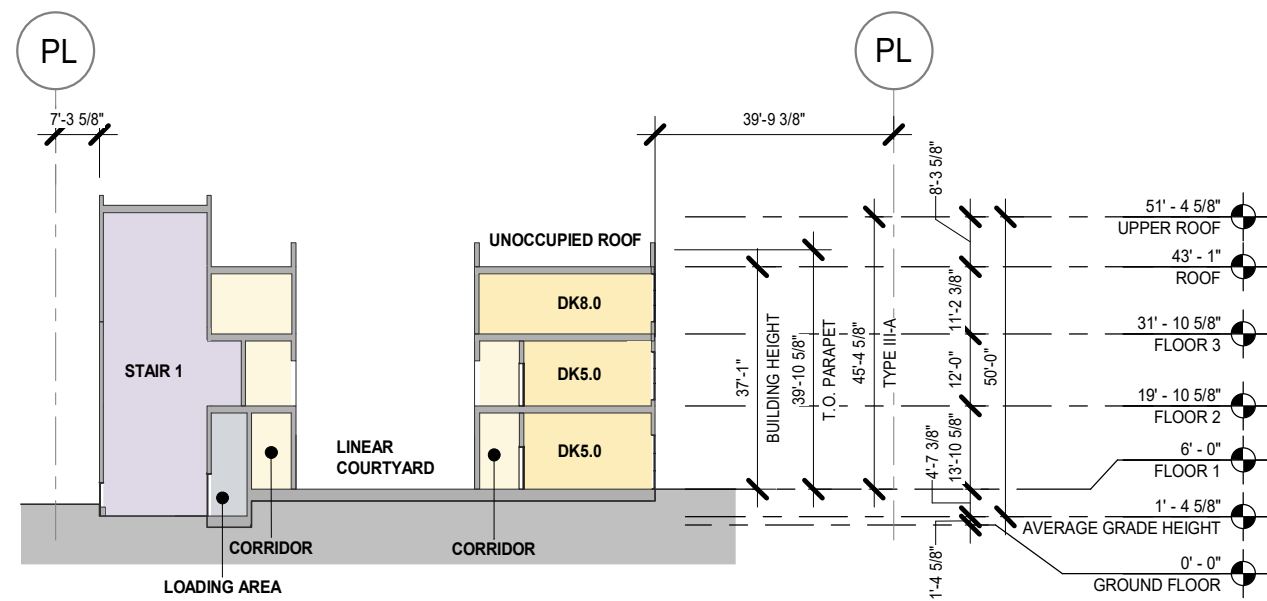 PL
PL
7'-3 5/8"
39'-9 3/8"
8'-3 5/8"
51' - 4 5/8"
UPPER ROOF
UNOCCUPIED ROOF
43' - 1"
ROOF
DK8.0
11'-2 3/8"
31' - 10 5/8"
FLOOR 3
STAIR 1
DK5.0
37'-1"
BUILDING HEIGHT
39'-10 5/8"
T.O. PARAPET
45'-4 5/8"
TYPE III-A
12'-0"
50'-0"
19' - 10 5/8"
FLOOR 2
LINEAR
COURTYARD
DK5.0
4'-7 3/8"
13'-10 5/8"
6' - 0"
FLOOR 1
1' - 4 5/8"
AVERAGE GRADE HEIGHT
CORRIDOR
CORRIDOR
LOADING AREA
1'-4 5/8"
0' - 0"
GROUND FLOOR